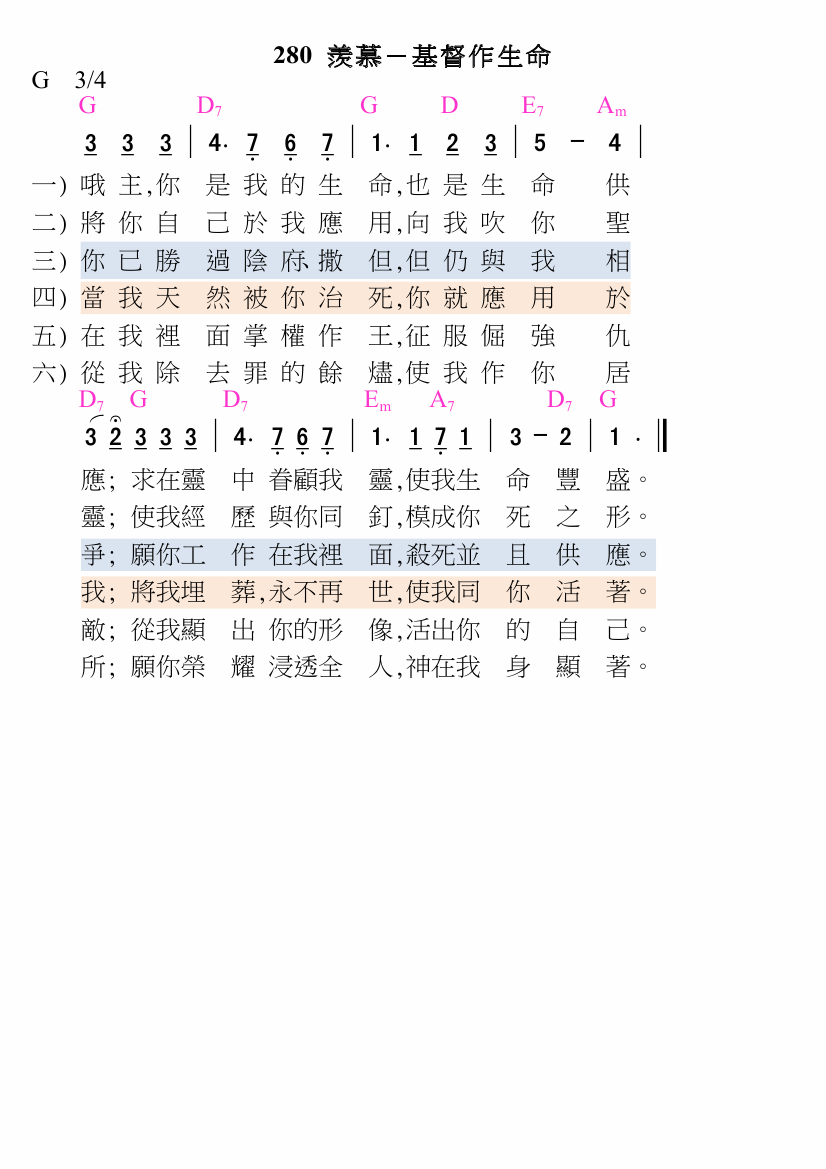 280 羨慕－基督作生命
G 3/4
G D7 G D E7 Am
3 3 3 | 4. 7 6 7 | 1. 1 2 3 | 5 - 4 |
一) 哦主,你是我的生命,也是生命供
二) 將你自己於我應用,向我吹你聖
三) 你已勝過陰府、撒但,但仍與我相
四) 當我天然被你治死,你就應用於
五) 在我裡面掌權作王,征服倔強仇
六) 從我除去罪的餘燼,使我作你居
D7 G D7 Em A7 D7 G
3 2 3 3 3 | 4. 7 6 7 | 1. 1 7 1 | 3 - 2 | 1 . ‖
應; 求在靈中眷顧我靈,使我生命豐盛。
靈; 使我經歷與你同釘,模成你死之形。
爭; 願你工作在我裡面,殺死並且供應。
我; 將我埋葬,永不再世,使我同你活著。
敵; 從我顯出你的形像,活出你的自己。
所; 願你榮耀浸透全人,神在我身顯著。